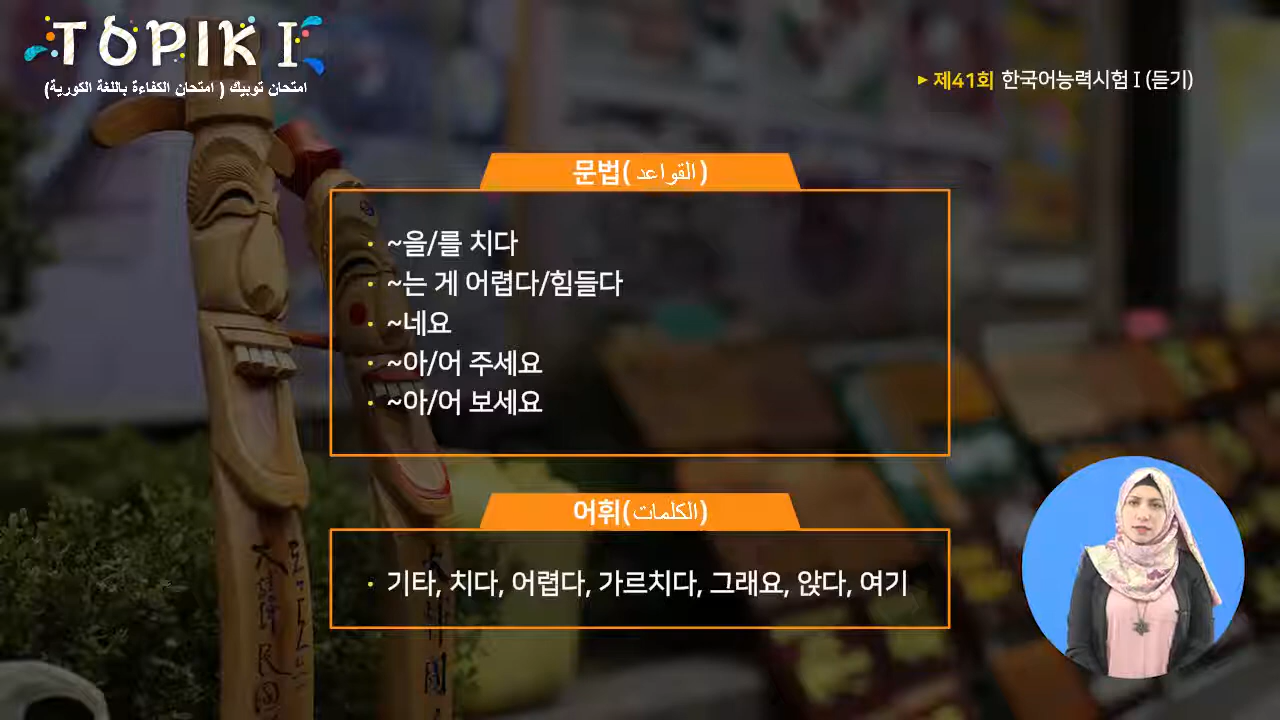 TOPIK I
امتحان توبيك ( امتحان الكفاءة باللغة الكورية)
▸ 제41회 한국어능력시험 I (듣기)
문법(القواعد)
· ~을/를 치다
· ~는 게 어렵다/힘들다
· ~네요
· ~아/어 주세요
· ~아/어 보세요
어휘(الكلمات)
· 기타, 치다, 어렵다, 가르치다, 그래요, 앉다, 여기